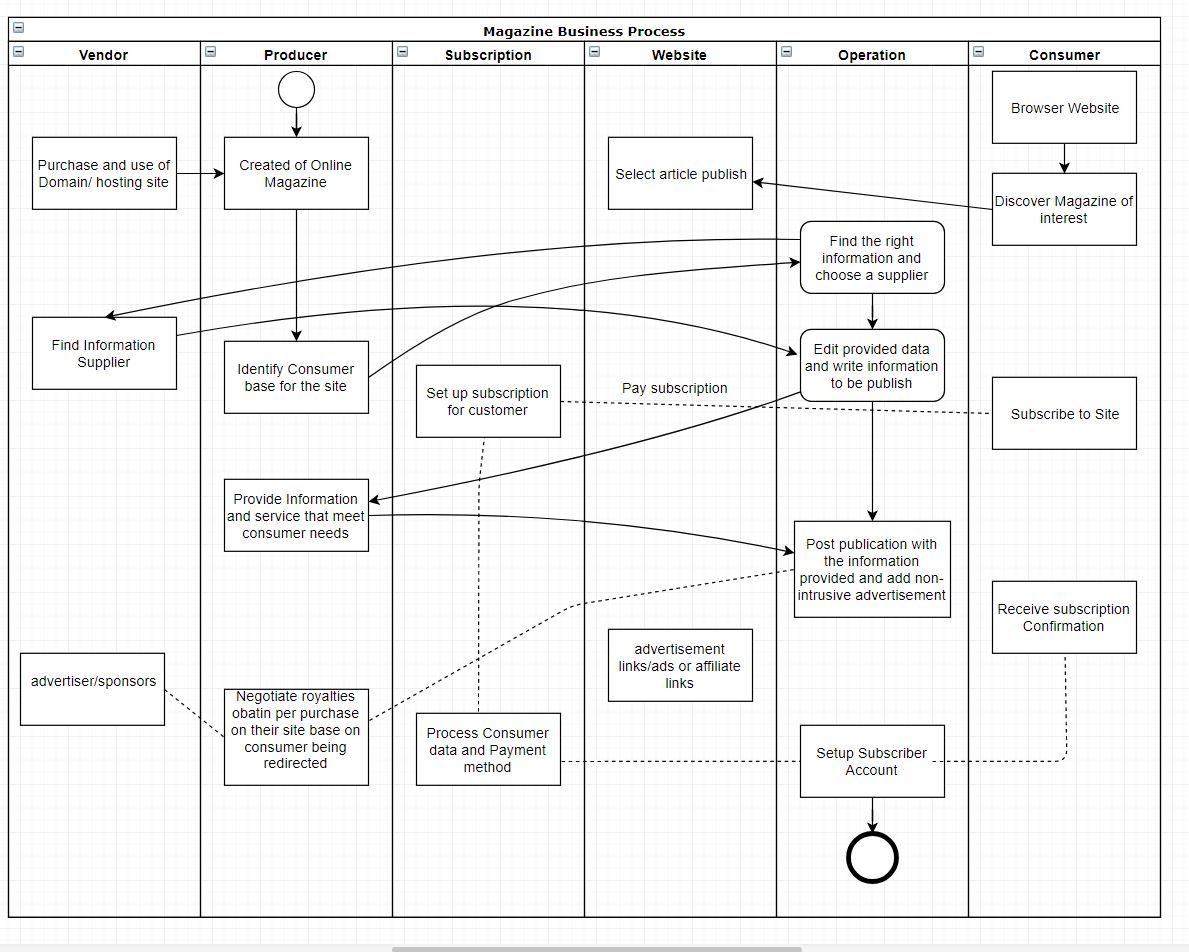 Magazine Business Process
Vendor
Producer
Subscription
Website
Operation
Consumer
Browser Website
Purchase and use of
Domain/ hosting site
Created of Online
Magazine
Select article publish
Discover Magazine of
interest
Find the right
information and
choose a supplier
Find Information
Supplier
Identify Consumer
base for the site
Edit provided data
and write information
to be publish
Set up subscription
for customer
Pay subscription
Subscribe to Site
Provide Information
and service that meet
consumer needs
Post publication with
the information
provided and add non-
intrusive advertisement
Receive subscription
Confirmation
advertisement
links/ads or affiliate
links
advertiser/sponsors
Negotiate royalties
obatin per purchase
on their site base on
consumer being
redirected
Process Consumer
data and Payment
method
Setup Subscriber
Account